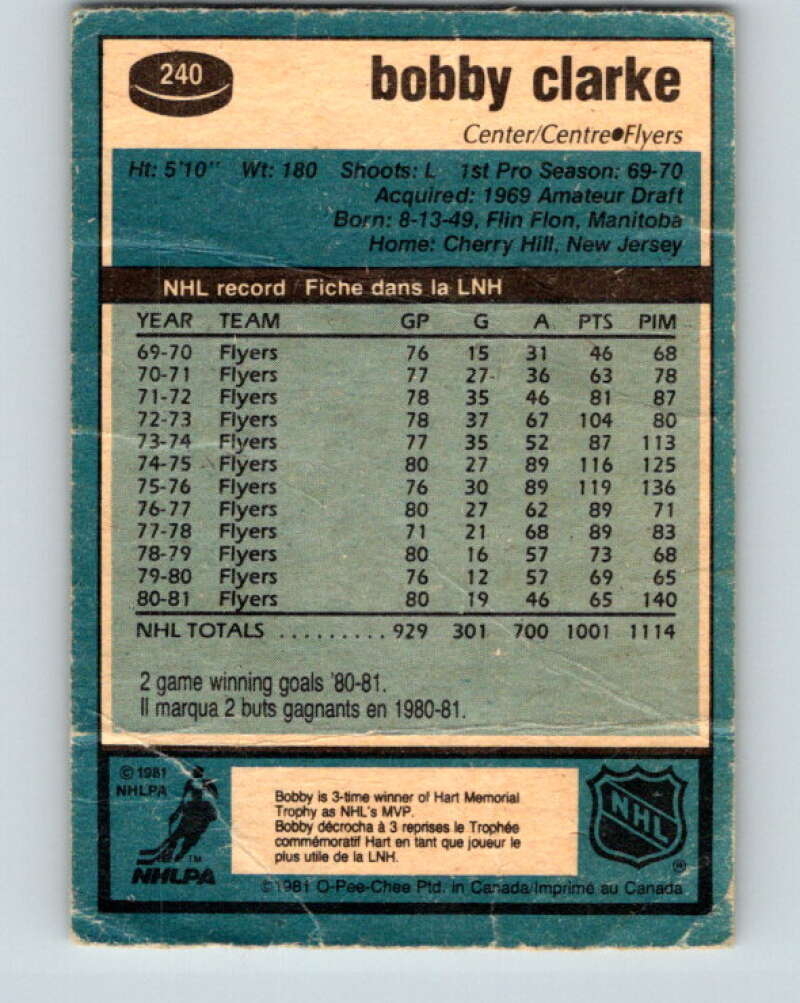 240
bobby clarke
Center/Centre●Flyers
Ht: 5'10" Wt: 180 Shoots: L 1st Pro Season: 69-70
Acquired: 1969 Amateur Draft
Born: 8-13-49, Flin Flon, Manitoba
Home: Cherry Hill, New Jersey
NHL record / Fiche dans la LNH
YEAR TEAM GP G A PTS PIM
69-70 Flyers 76 15 31 46 68
70-71 Flyers 77 27 36 63 78
71-72 Flyers 78 35 46 81 87
72-73 Flyers 78 37 67 104 80
73-74 Flyers 77 35 52 87 113
74-75 Flyers 80 27 89 116 125
75-76 Flyers 76 30 89 119 136
76-77 Flyers 80 27 62 89 71
77-78 Flyers 71 21 68 89 83
78-79 Flyers 80 16 57 73 68
79-80 Flyers 76 12 57 69 65
80-81 Flyers 80 19 46 65 140
NHL TOTALS ......... 929 301 700 1001 1114
2 game winning goals '80-81.
Il marqua 2 buts gagnants en 1980-81.
© 1981
NHLPA
TM
NHLPA
Bobby is 3-time winner of Hart Memorial
Trophy as NHL's MVP.
Bobby décrocha à 3 reprises le Trophée
commémoratif Hart en tant que joueur le
plus utile de la LNH.
NHL
®
© 1981 O-Pee-Chee Ptd. in Canada/Imprimé au Canada